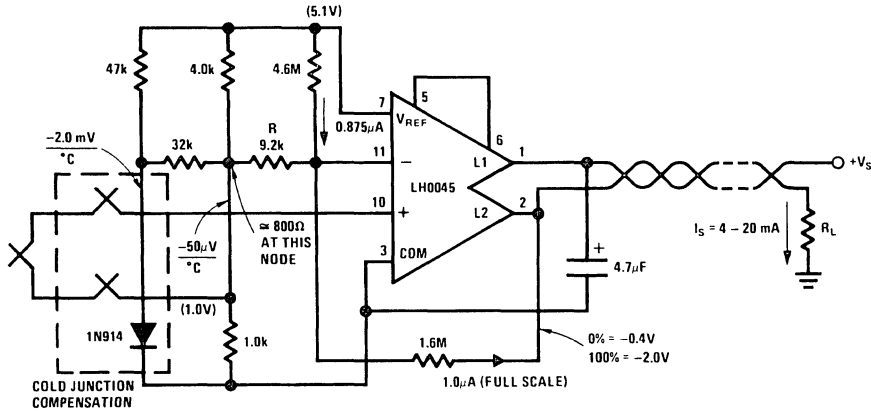 (5.1V)
47k
4.0k
4.6M
7
5
VREF
0.875µA
6
1
−2.0 mV
°C
32k
R
9.2k
11
−
L1
+VS
LH0045
10
+
L2
2
≅ 800Ω
AT THIS
NODE
−50µV
°C
3
COM
+
4.7µF
IS = 4 – 20 mA
RL
(1.0V)
1N914
1.0k
1.6M
1.0µA (FULL SCALE)
0% = −0.4V
100% = −2.0V
COLD JUNCTION
COMPENSATION